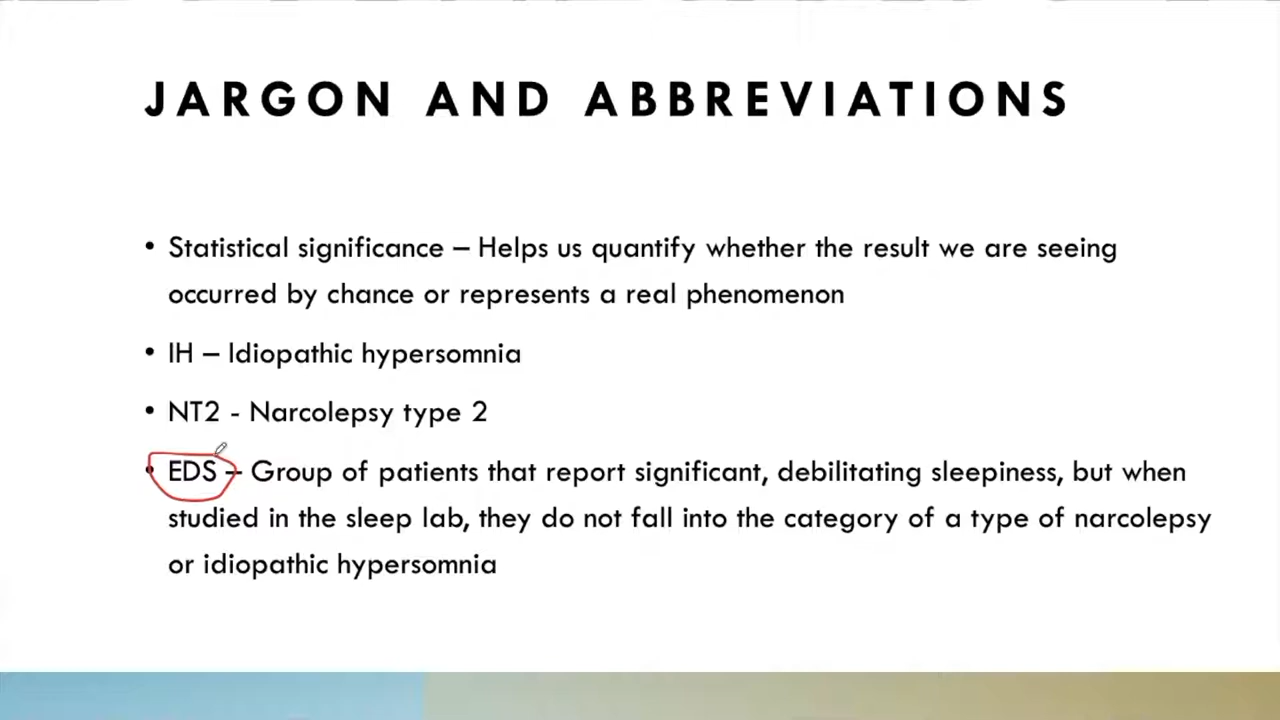 JARGON AND ABBREVIATIONS
• Statistical significance – Helps us quantify whether the result we are seeing
occurred by chance or represents a real phenomenon
• IH – Idiopathic hypersomnia
• NT2 - Narcolepsy type 2
• EDS – Group of patients that report significant, debilitating sleepiness, but when
studied in the sleep lab, they do not fall into the category of a type of narcolepsy
or idiopathic hypersomnia